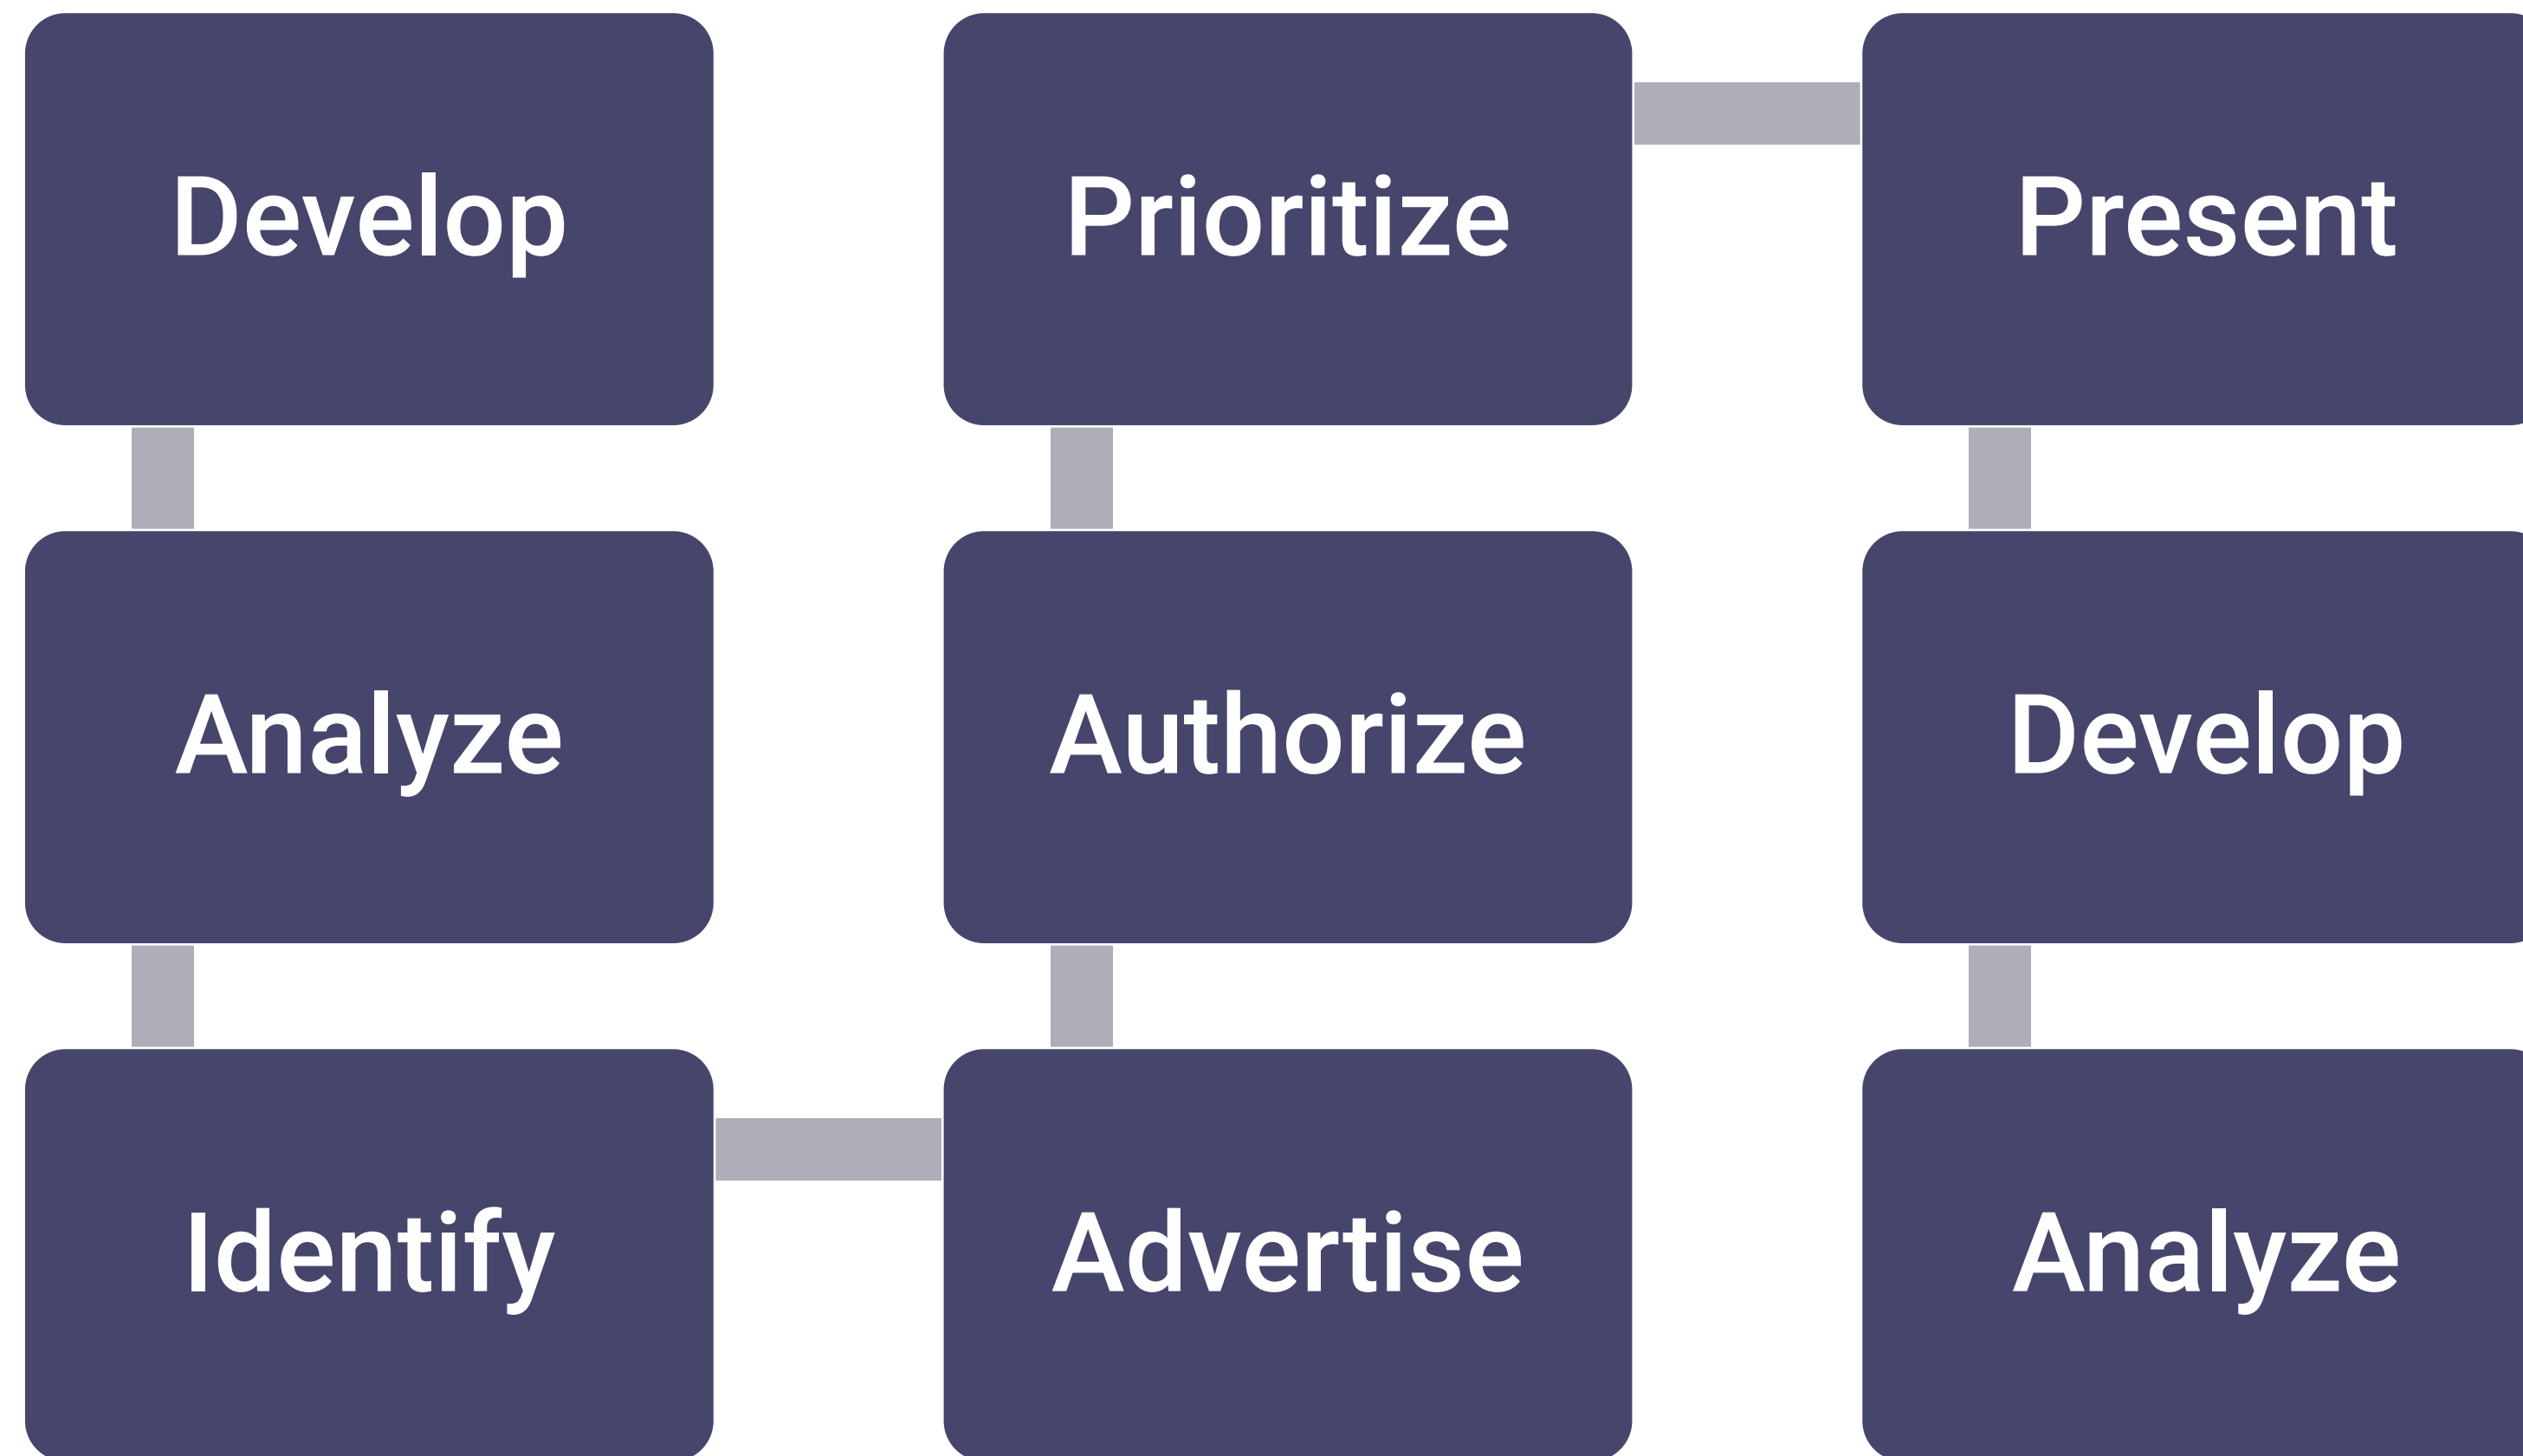 Develop
Analyze
Identify
Advertise
Authorize
Prioritize
Present
Develop
Analyze